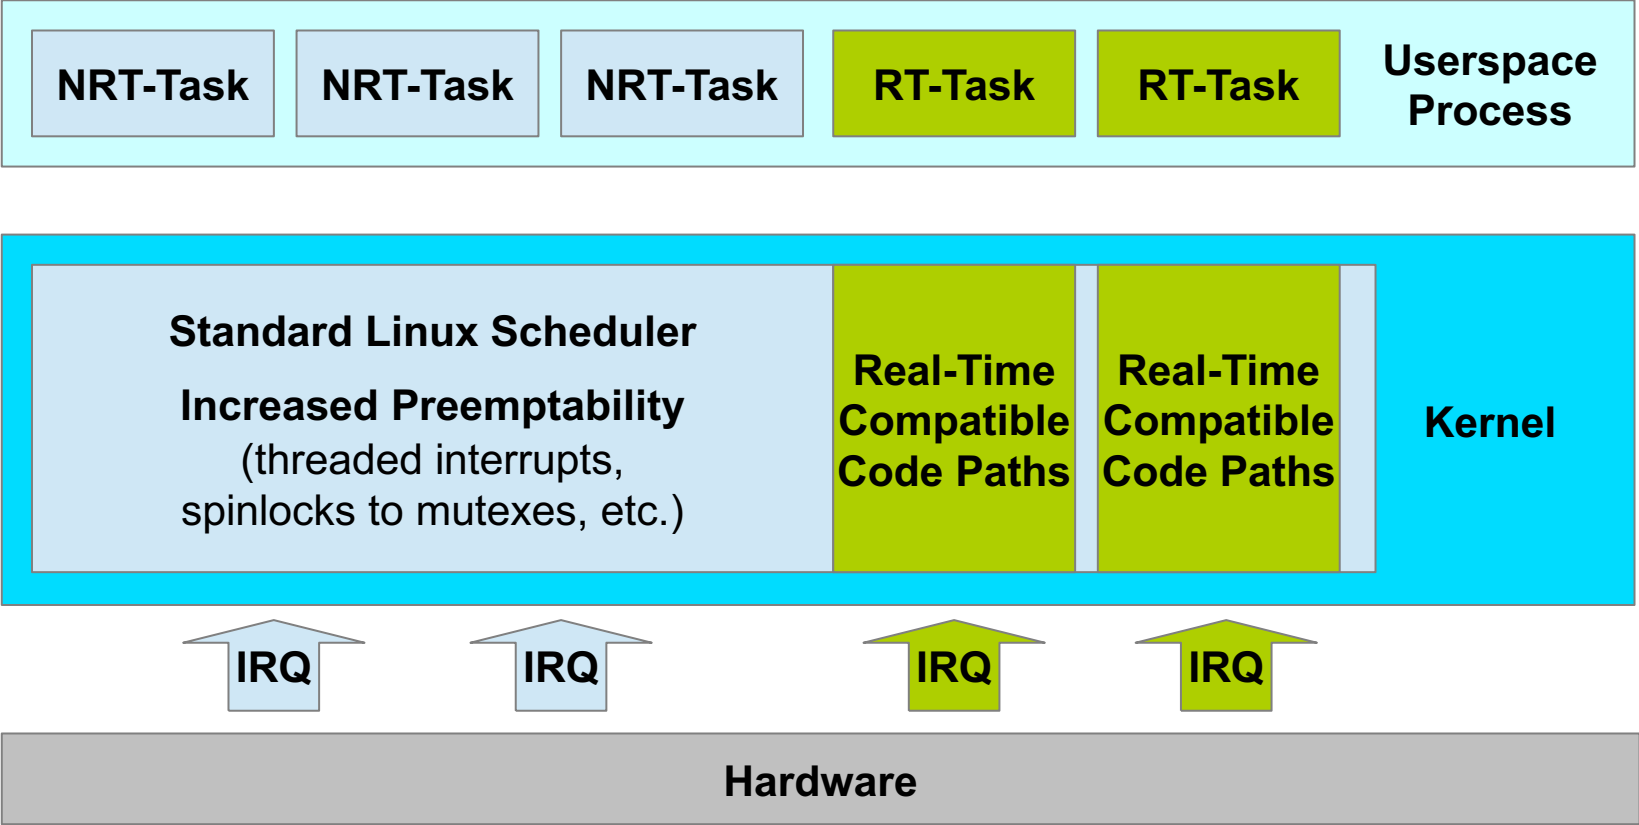 NRT-Task
NRT-Task
NRT-Task
RT-Task
RT-Task
Userspace
Process
Standard Linux Scheduler
Increased Preemptability
(threaded interrupts,
spinlocks to mutexes, etc.)
Real-Time
Compatible
Code Paths
Real-Time
Compatible
Code Paths
Kernel
IRQ
IRQ
IRQ
IRQ
Hardware